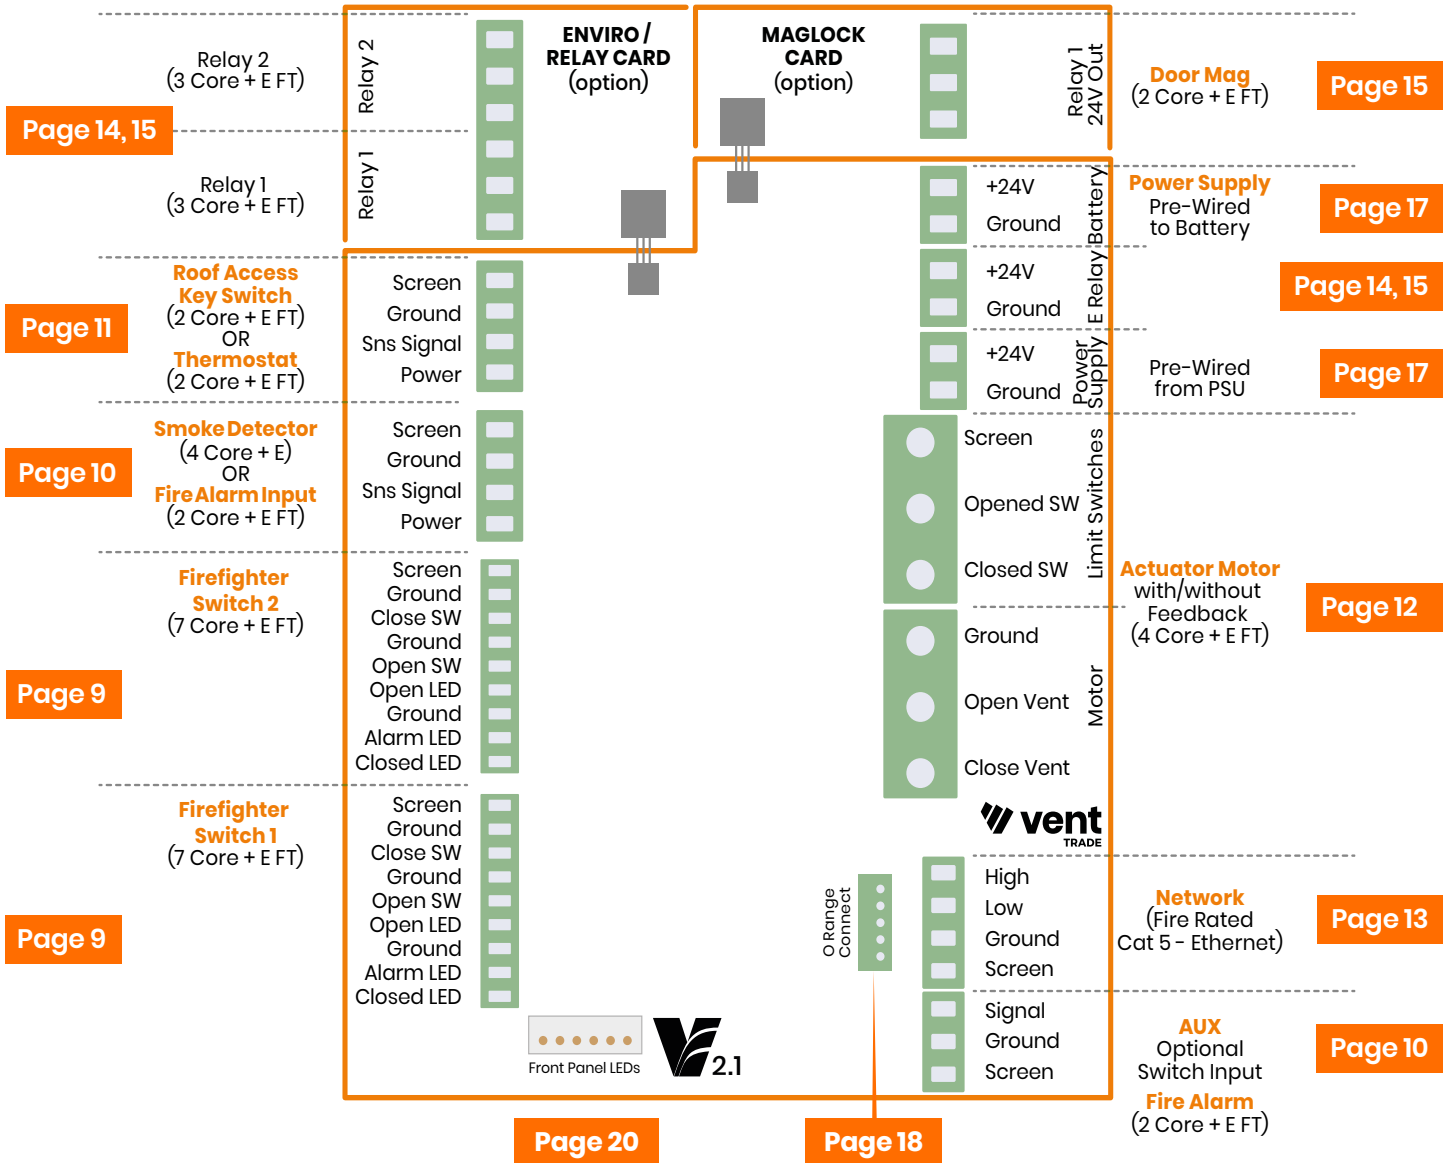 Relay 2
(3 Core + E FT)
Page 14, 15
Relay 1
(3 Core + E FT)
Relay 2
Relay 1
ENVIRO /
RELAY CARD
(option)
MAGLOCK
CARD
(option)
Relay 1
24V Out
Door Mag
(2 Core + E FT)
Page 15
Roof Access
Key Switch
(2 Core + E FT)
OR
Thermostat
(2 Core + E FT)
Page 11
Screen
Ground
Sns Signal
Power
Smoke Detector
(4 Core + E)
OR
Fire Alarm Input
(2 Core + E FT)
Page 10
Screen
Ground
Sns Signal
Power
Firefighter
Switch 2
(7 Core + E FT)
Page 9
Screen
Ground
Close SW
Ground
Open SW
Open LED
Ground
Alarm LED
Closed LED
Firefighter
Switch 1
(7 Core + E FT)
Page 9
Screen
Ground
Close SW
Ground
Open SW
Open LED
Ground
Alarm LED
Closed LED
+24V
Ground
Battery
Power Supply
Pre-Wired
to Battery
Page 17
+24V
Ground
E Relay
Page 14, 15
+24V
Ground
Power
Supply
Pre-Wired
from PSU
Page 17
Screen
Opened SW
Closed SW
Limit Switches
Ground
Open Vent
Close Vent
Motor
Actuator Motor
with/without
Feedback
(4 Core + E FT)
Page 12
vent
TRADE
O Range
Connect
High
Low
Ground
Screen
Network
(Fire Rated
Cat 5 - Ethernet)
Page 13
Signal
Ground
Screen
AUX
Optional
Switch Input
Fire Alarm
(2 Core + E FT)
Page 10
Front Panel LEDs
V 2.1
Page 20
Page 18